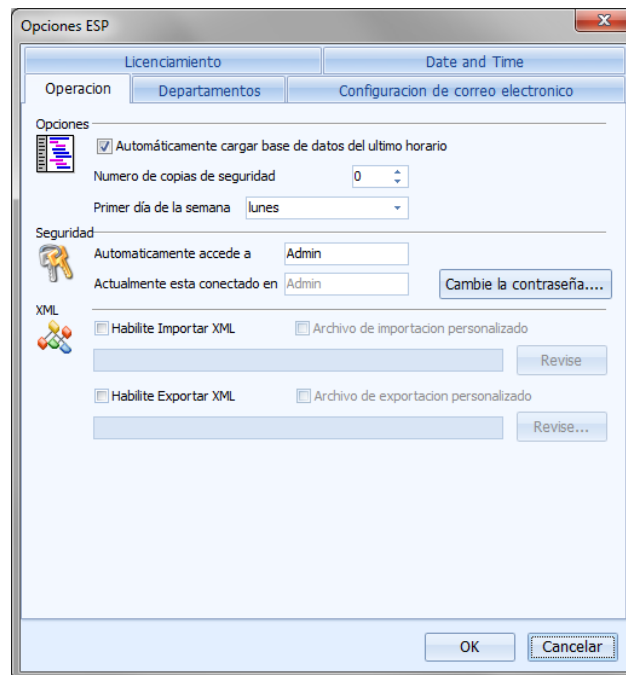 Opciones ESP
Licenciamiento
Date and Time
Operacion
Departamentos
Configuracion de correo electronico
Opciones
Automáticamente cargar base de datos del ultimo horario
Numero de copias de seguridad 0
Primer día de la semana lunes
Seguridad
Automaticamente accede a Admin
Actualmente esta conectado en Admin Cambie la contraseña....
XML
Habilite Importar XML Archivo de importacion personalizado
Revise
Habilite Exportar XML Archivo de exportacion personalizado
Revise...
OK Cancelar